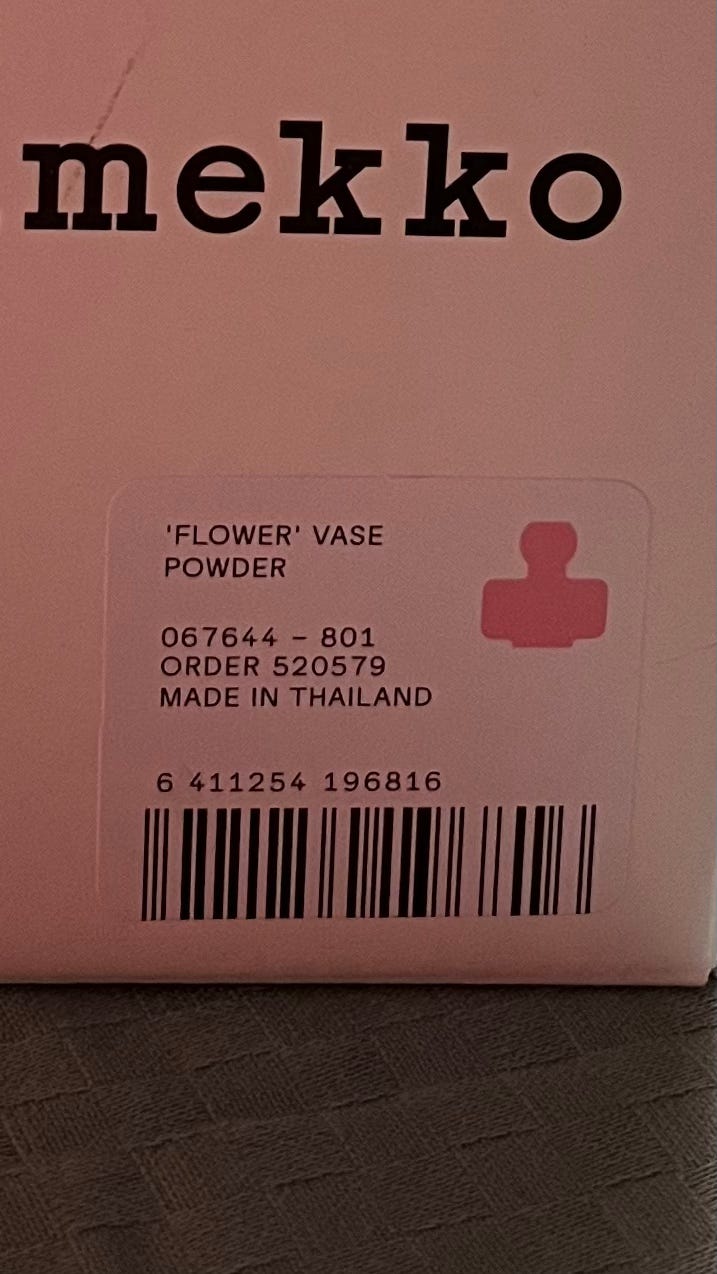 mekko
'FLOWER' VASE
POWDER
067644 – 801
ORDER 520579
MADE IN THAILAND
6 411254 196816